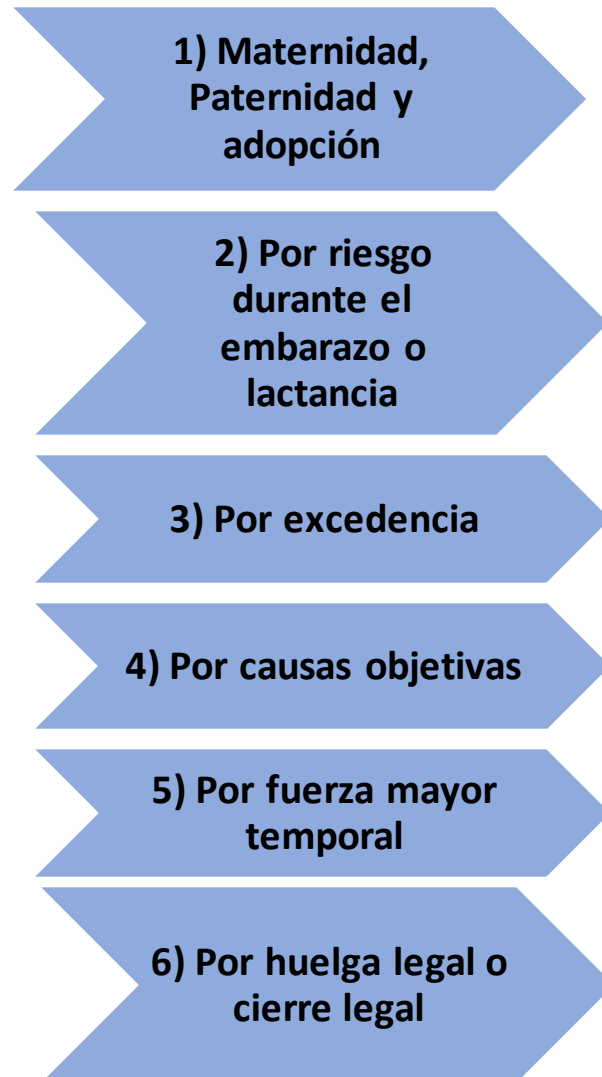 1) Maternidad,
Paternidad y
adopción
2) Por riesgo
durante el
embarazo o
lactancia
3) Por excedencia
4) Por causas objetivas
5) Por fuerza mayor
temporal
6) Por huelga legal o
cierre legal